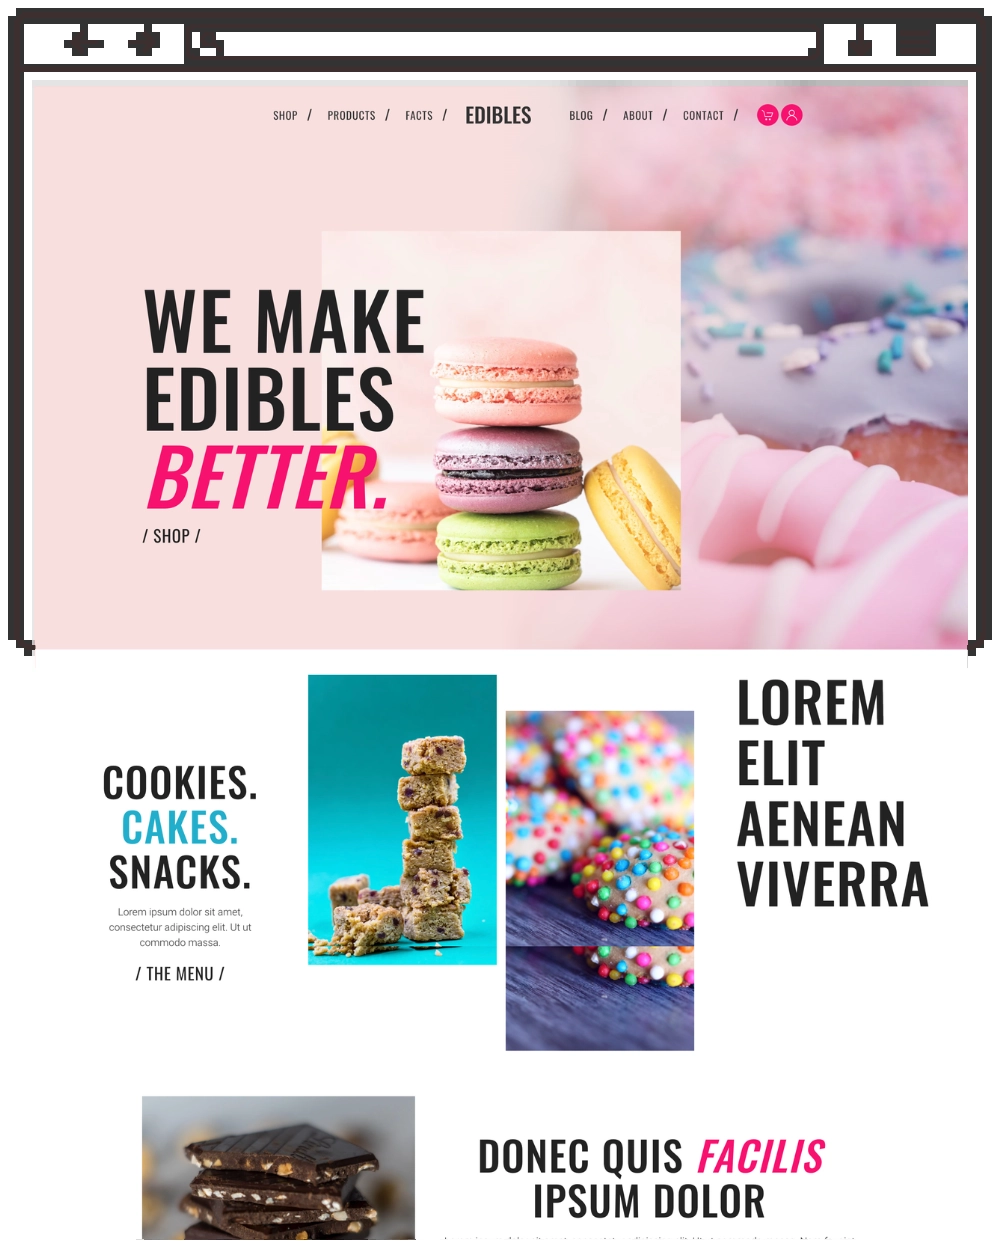 SHOP / PRODUCTS / FACTS / EDIBLES BLOG / ABOUT / CONTACT /
WE MAKE
EDIBLES
BETTER.
/ SHOP /
COOKIES.
CAKES.
SNACKS.
Lorem ipsum dolor sit amet,
consectetur adipiscing elit. Ut ut
commodo massa.
/ THE MENU /
LOREM
ELIT
AENEAN
VIVERRA
DONEC QUIS FACILIS
IPSUM DOLOR